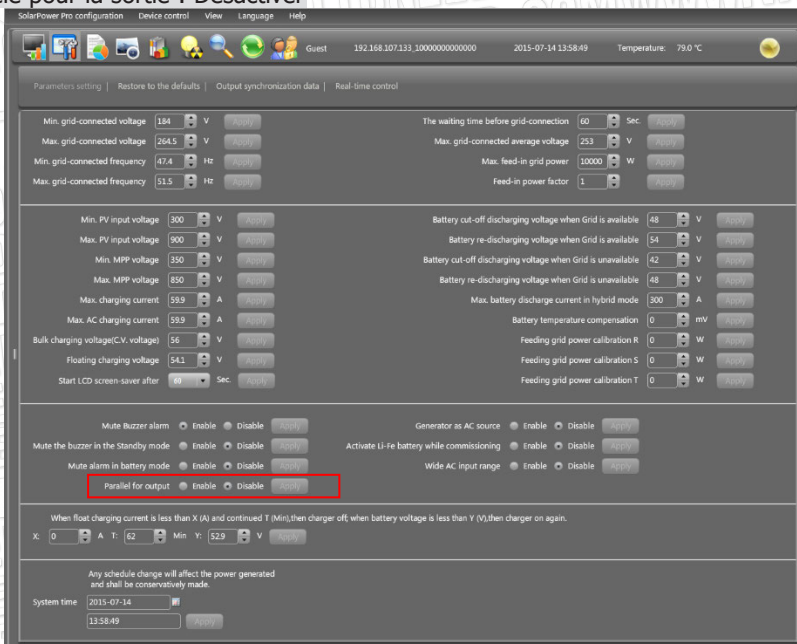 pour la sortie : Désactiver
SolarPower Pro configuration Device control View Language Help
Guest 192.168.107.133_10000000000000 2015-07-14 13:58:49 Temperature: 79.0 °C
Parameters setting | Restore to the defaults | Output synchronization data | Real-time control
Min. grid-connected voltage 184 V Apply The waiting time before grid-connection 60 Sec. Apply
Max. grid-connected voltage 264.5 V Apply Max. grid-connected average voltage 253 V Apply
Min. grid-connected frequency 47.4 Hz Apply Max. feed-in grid power 10000 W Apply
Max. grid-connected frequency 51.5 Hz Apply Feed-in power factor 1 Apply
Min. PV input voltage 300 V Apply Battery cut-off discharging voltage when Grid is available 48 V Apply
Max. PV input voltage 900 V Apply Battery re-discharging voltage when Grid is available 54 V Apply
Min. MPP voltage 350 V Apply Battery cut-off discharging voltage when Grid is unavailable 42 V Apply
Max. MPP voltage 850 V Apply Battery re-discharging voltage when Grid is unavailable 48 V Apply
Max. charging current 59.9 A Apply Max. battery discharge current in hybrid mode 300 A Apply
Max. AC charging current 59.9 A Apply Battery temperature compensation 0 mV Apply
Bulk charging voltage(C.V. voltage) 56 V Apply Feeding grid power calibration R 0 W Apply
Floating charging voltage 54.1 V Apply Feeding grid power calibration S 0 W Apply
Start LCD screen-saver after 60 Sec. Apply Feeding grid power calibration T 0 W Apply
Mute Buzzer alarm Enable Disable Apply Generator as AC source Enable Disable Apply
Mute the buzzer in the Standby mode Enable Disable Apply Activate Li-Fe battery while commissioning Enable Disable Apply
Mute alarm in battery mode Enable Disable Apply Wide AC input range Enable Disable Apply
Parallel for output Enable Disable Apply
When float charging current is less than X (A) and continued T (Min),then charger off, when battery voltage is less than Y (V),then charger on again.
X: 0 A T: 62 Min Y: 52.9 V Apply
Any schedule change will affect the power generated
and shall be conservatively made.
System time 2015-07-14
13:58:49 Apply